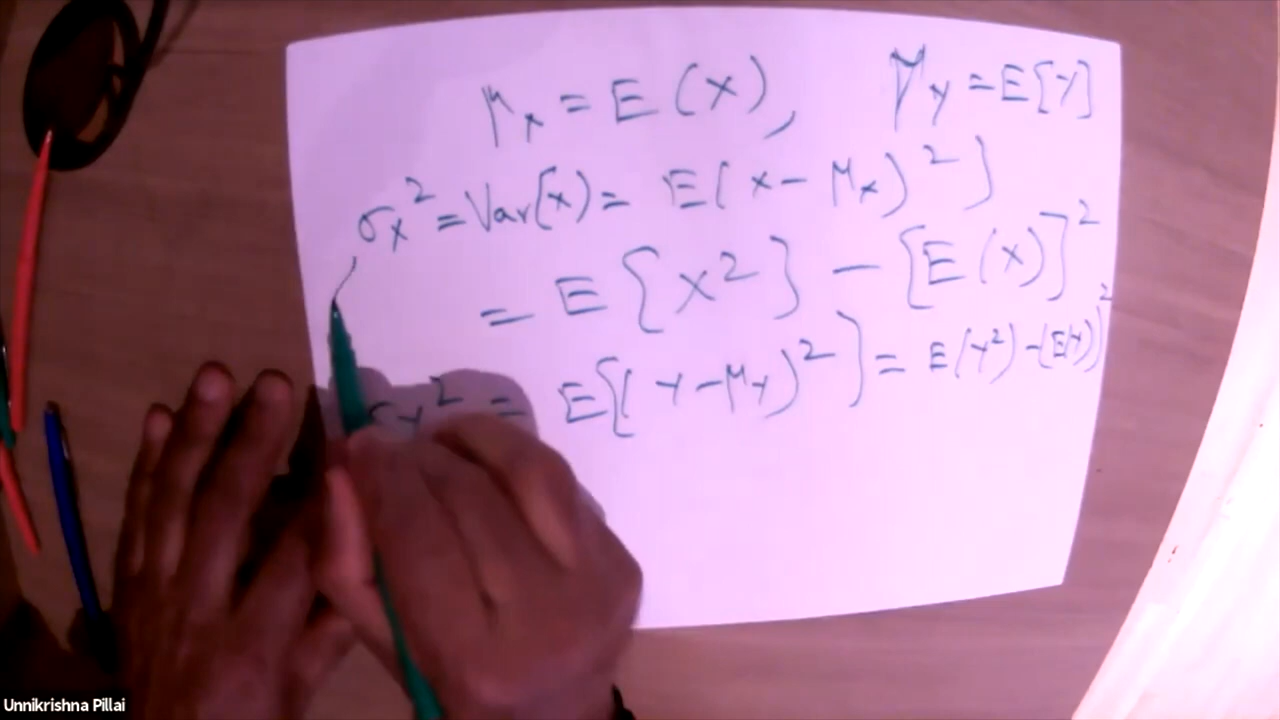 μx = E(X), μy = E[Y]
σx² = Var(X) = E[(X-μx)²]
= E{X²} - [E(X)]²
σy² = E[(Y-μy)²] = E(Y²) - (E(Y))²
Unnikrishna Pillai